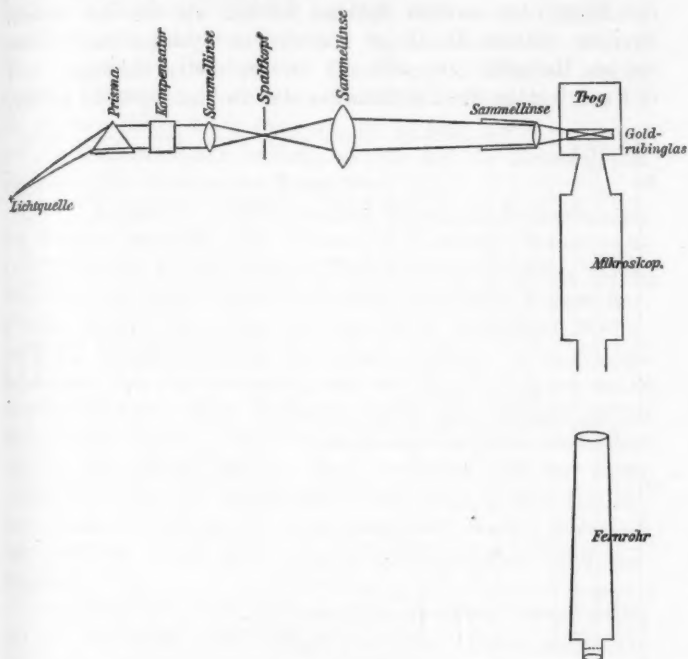 Prisma
Kompensator
Sammellinse
Spaltkopf
Sammellinse
Sammellinse
Trog
Gold-
rubinglas
Lichtquelle
Mikroskop.
Fernrohr